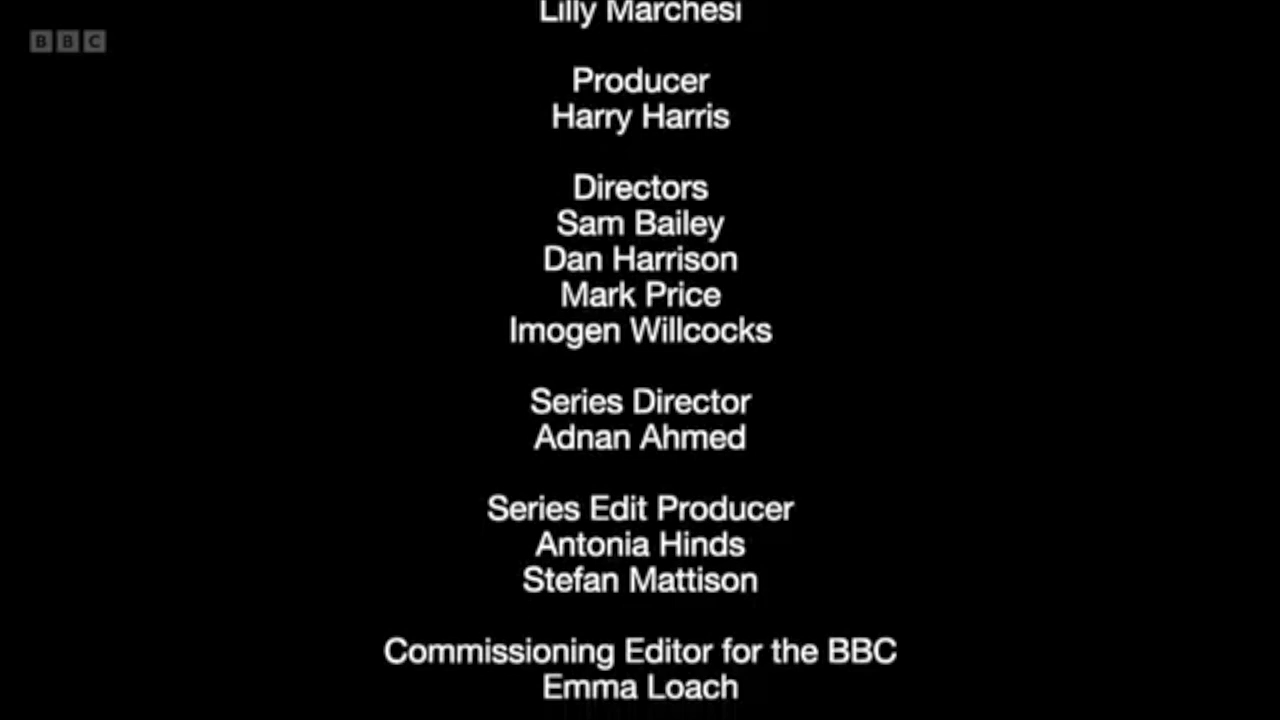 BBC
Lilly Marchesi
Producer
Harry Harris
Directors
Sam Bailey
Dan Harrison
Mark Price
Imogen Willcocks
Series Director
Adnan Ahmed
Series Edit Producer
Antonia Hinds
Stefan Mattison
Commissioning Editor for the BBC
Emma Loach